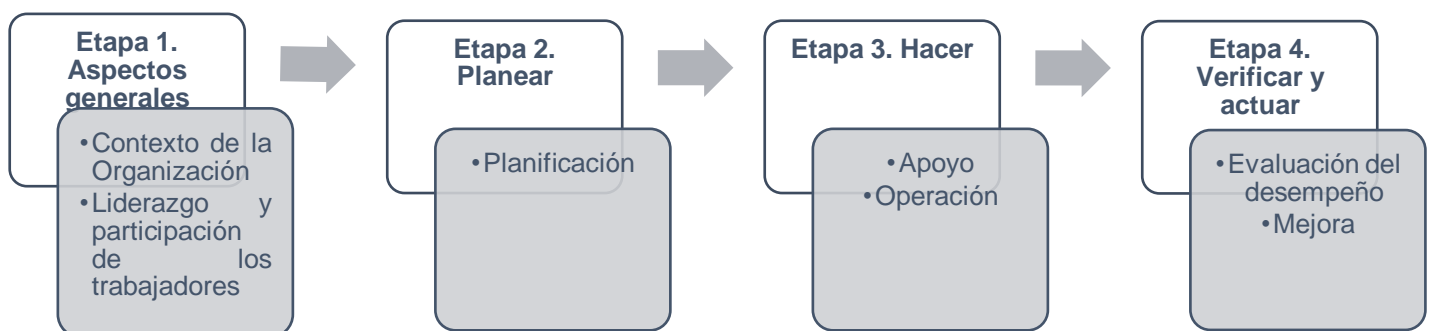 Etapa 1.
Aspectos
generales
•Contexto de la
Organización
•Liderazgo y
participación
de los
trabajadores
Etapa 2.
Planear
•Planificación
Etapa 3. Hacer
•Apoyo
•Operación
Etapa 4.
Verificar y
actuar
•Evaluación del
desempeño
•Mejora